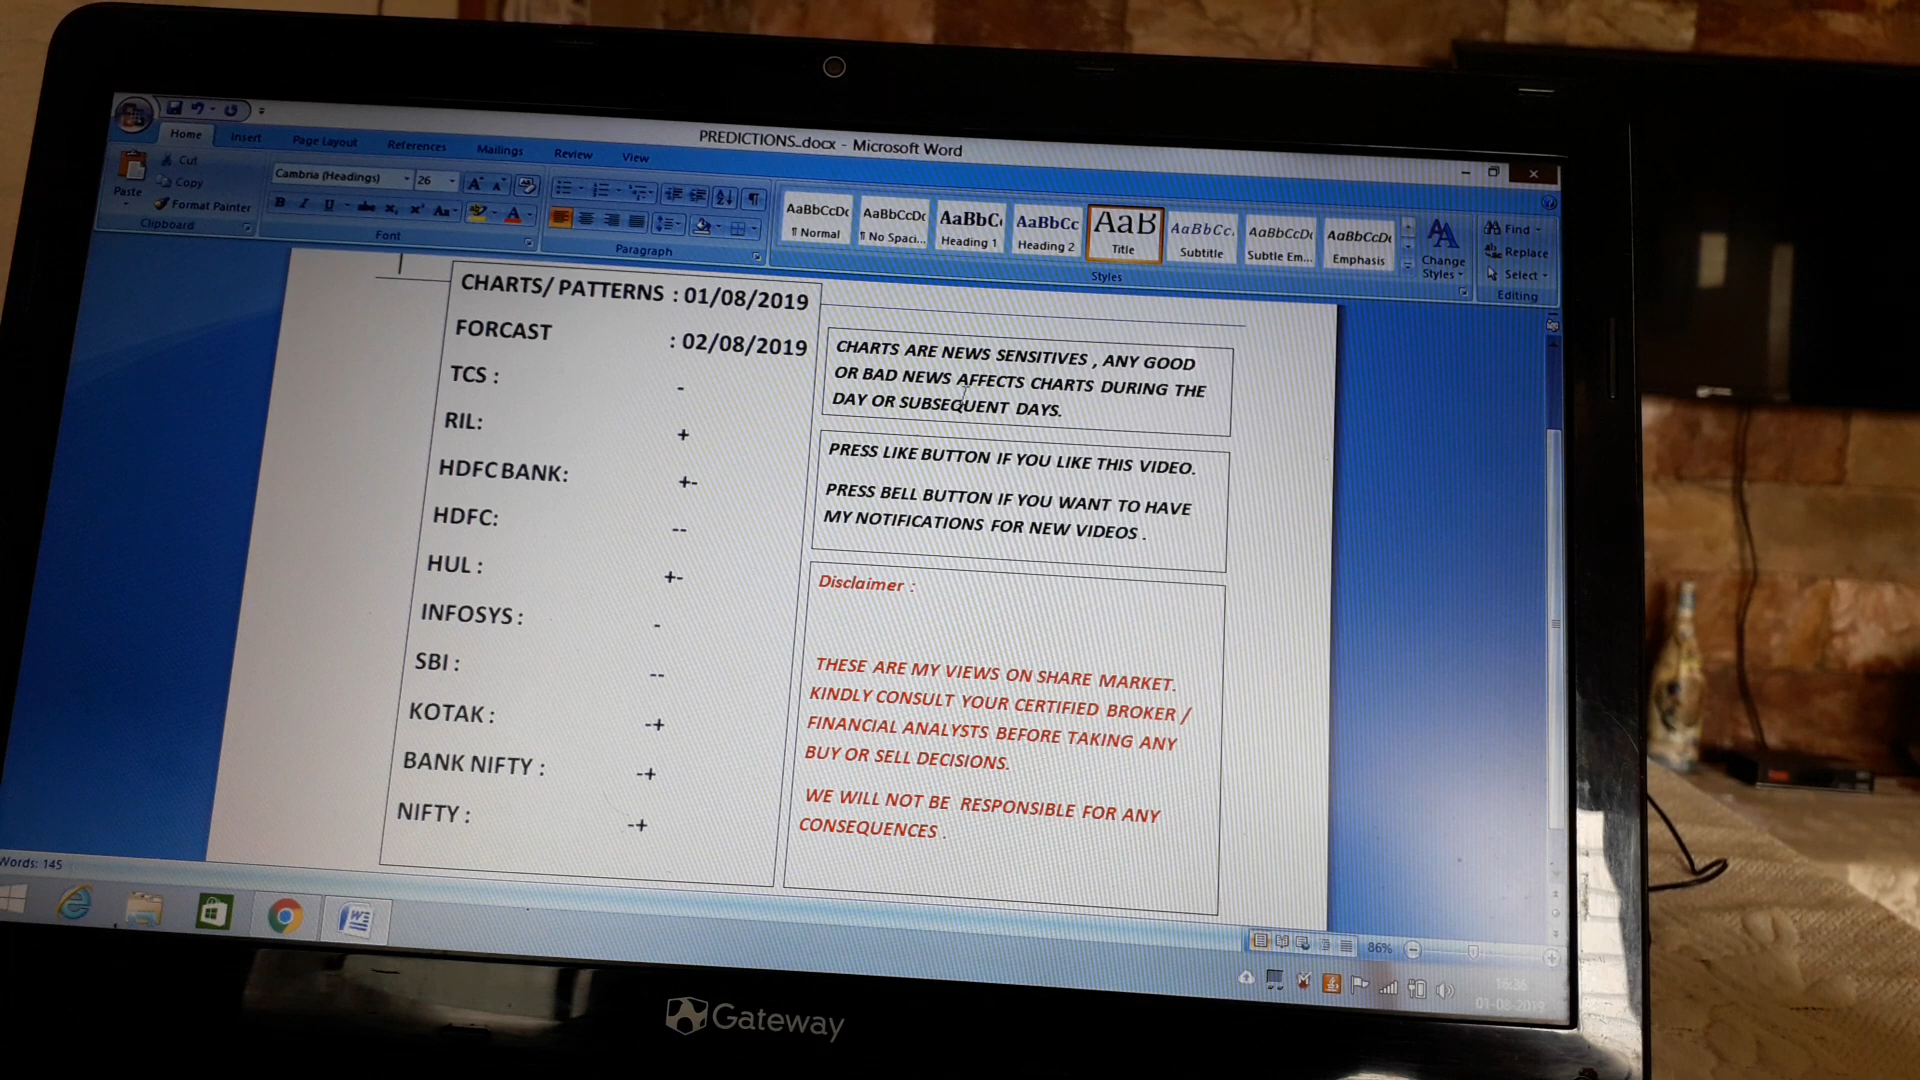 PREDICTIONS..docx - Microsoft Word
Home Insert Page Layout References Mailings Review View
Paste
Cut
Copy
Format Painter
Clipboard
Cambria (Headings) 26
Font
Paragraph
AaBbCcDc AaBbCcDc AaBbC AaBbCc AaB AaBbCc. AaBbCcDc AaBbCcDc
¶ Normal ¶ No Spaci... Heading 1 Heading 2 Title Subtitle Subtle Em... Emphasis
Styles
Change
Styles
Find
Replace
Select
Editing
CHARTS/ PATTERNS : 01/08/2019
FORCAST : 02/08/2019
TCS : -
RIL: +
HDFC BANK: +-
HDFC: --
HUL : +-
INFOSYS : -
SBI : --
KOTAK : -+
BANK NIFTY : -+
NIFTY : -+
CHARTS ARE NEWS SENSITIVES , ANY GOOD
OR BAD NEWS AFFECTS CHARTS DURING THE
DAY OR SUBSEQUENT DAYS.
PRESS LIKE BUTTON IF YOU LIKE THIS VIDEO.
PRESS BELL BUTTON IF YOU WANT TO HAVE
MY NOTIFICATIONS FOR NEW VIDEOS .
Disclaimer :
THESE ARE MY VIEWS ON SHARE MARKET.
KINDLY CONSULT YOUR CERTIFIED BROKER /
FINANCIAL ANALYSTS BEFORE TAKING ANY
BUY OR SELL DECISIONS.
WE WILL NOT BE RESPONSIBLE FOR ANY
CONSEQUENCES .
Words: 145
86%
16:36
01-08-2019
Gateway